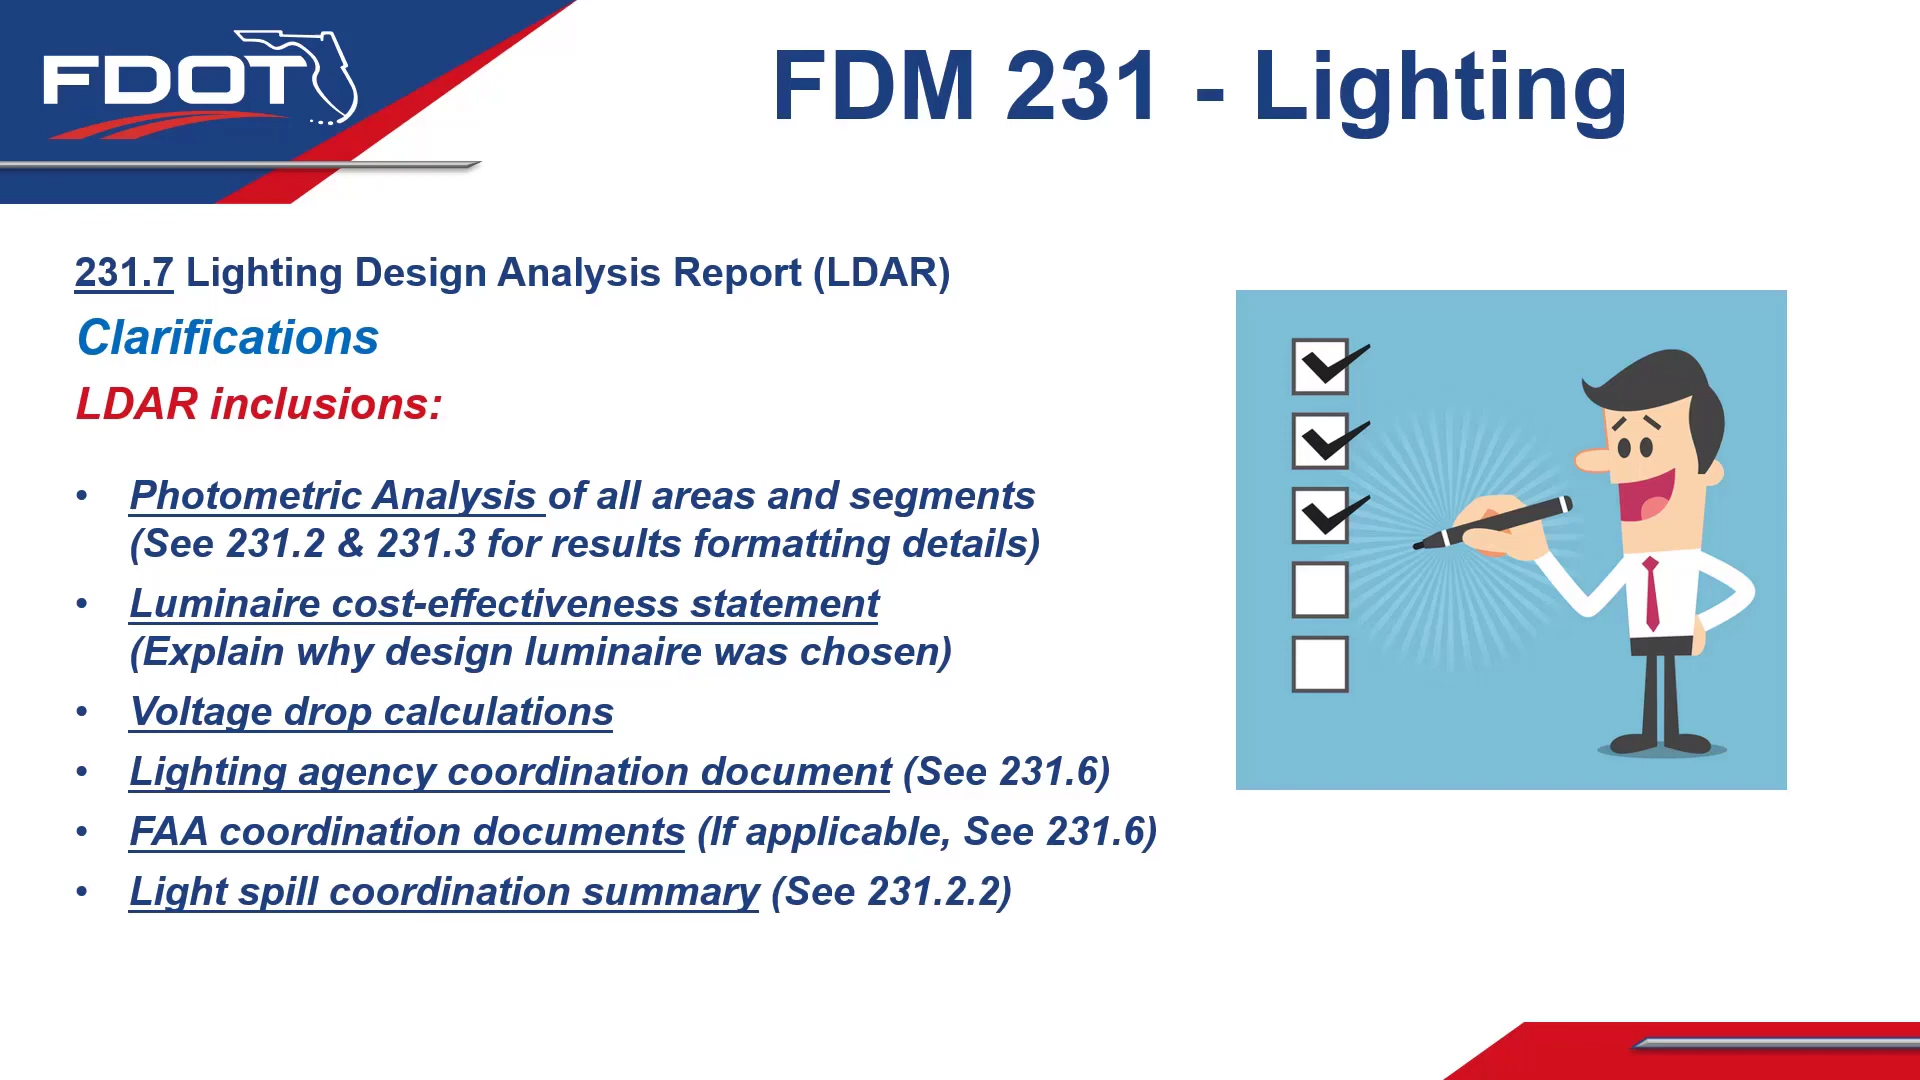 FDOT
FDM 231 - Lighting
231.7 Lighting Design Analysis Report (LDAR)
Clarifications
LDAR inclusions:
• Photometric Analysis of all areas and segments
(See 231.2 & 231.3 for results formatting details)
• Luminaire cost-effectiveness statement
(Explain why design luminaire was chosen)
• Voltage drop calculations
• Lighting agency coordination document (See 231.6)
• FAA coordination documents (If applicable, See 231.6)
• Light spill coordination summary (See 231.2.2)